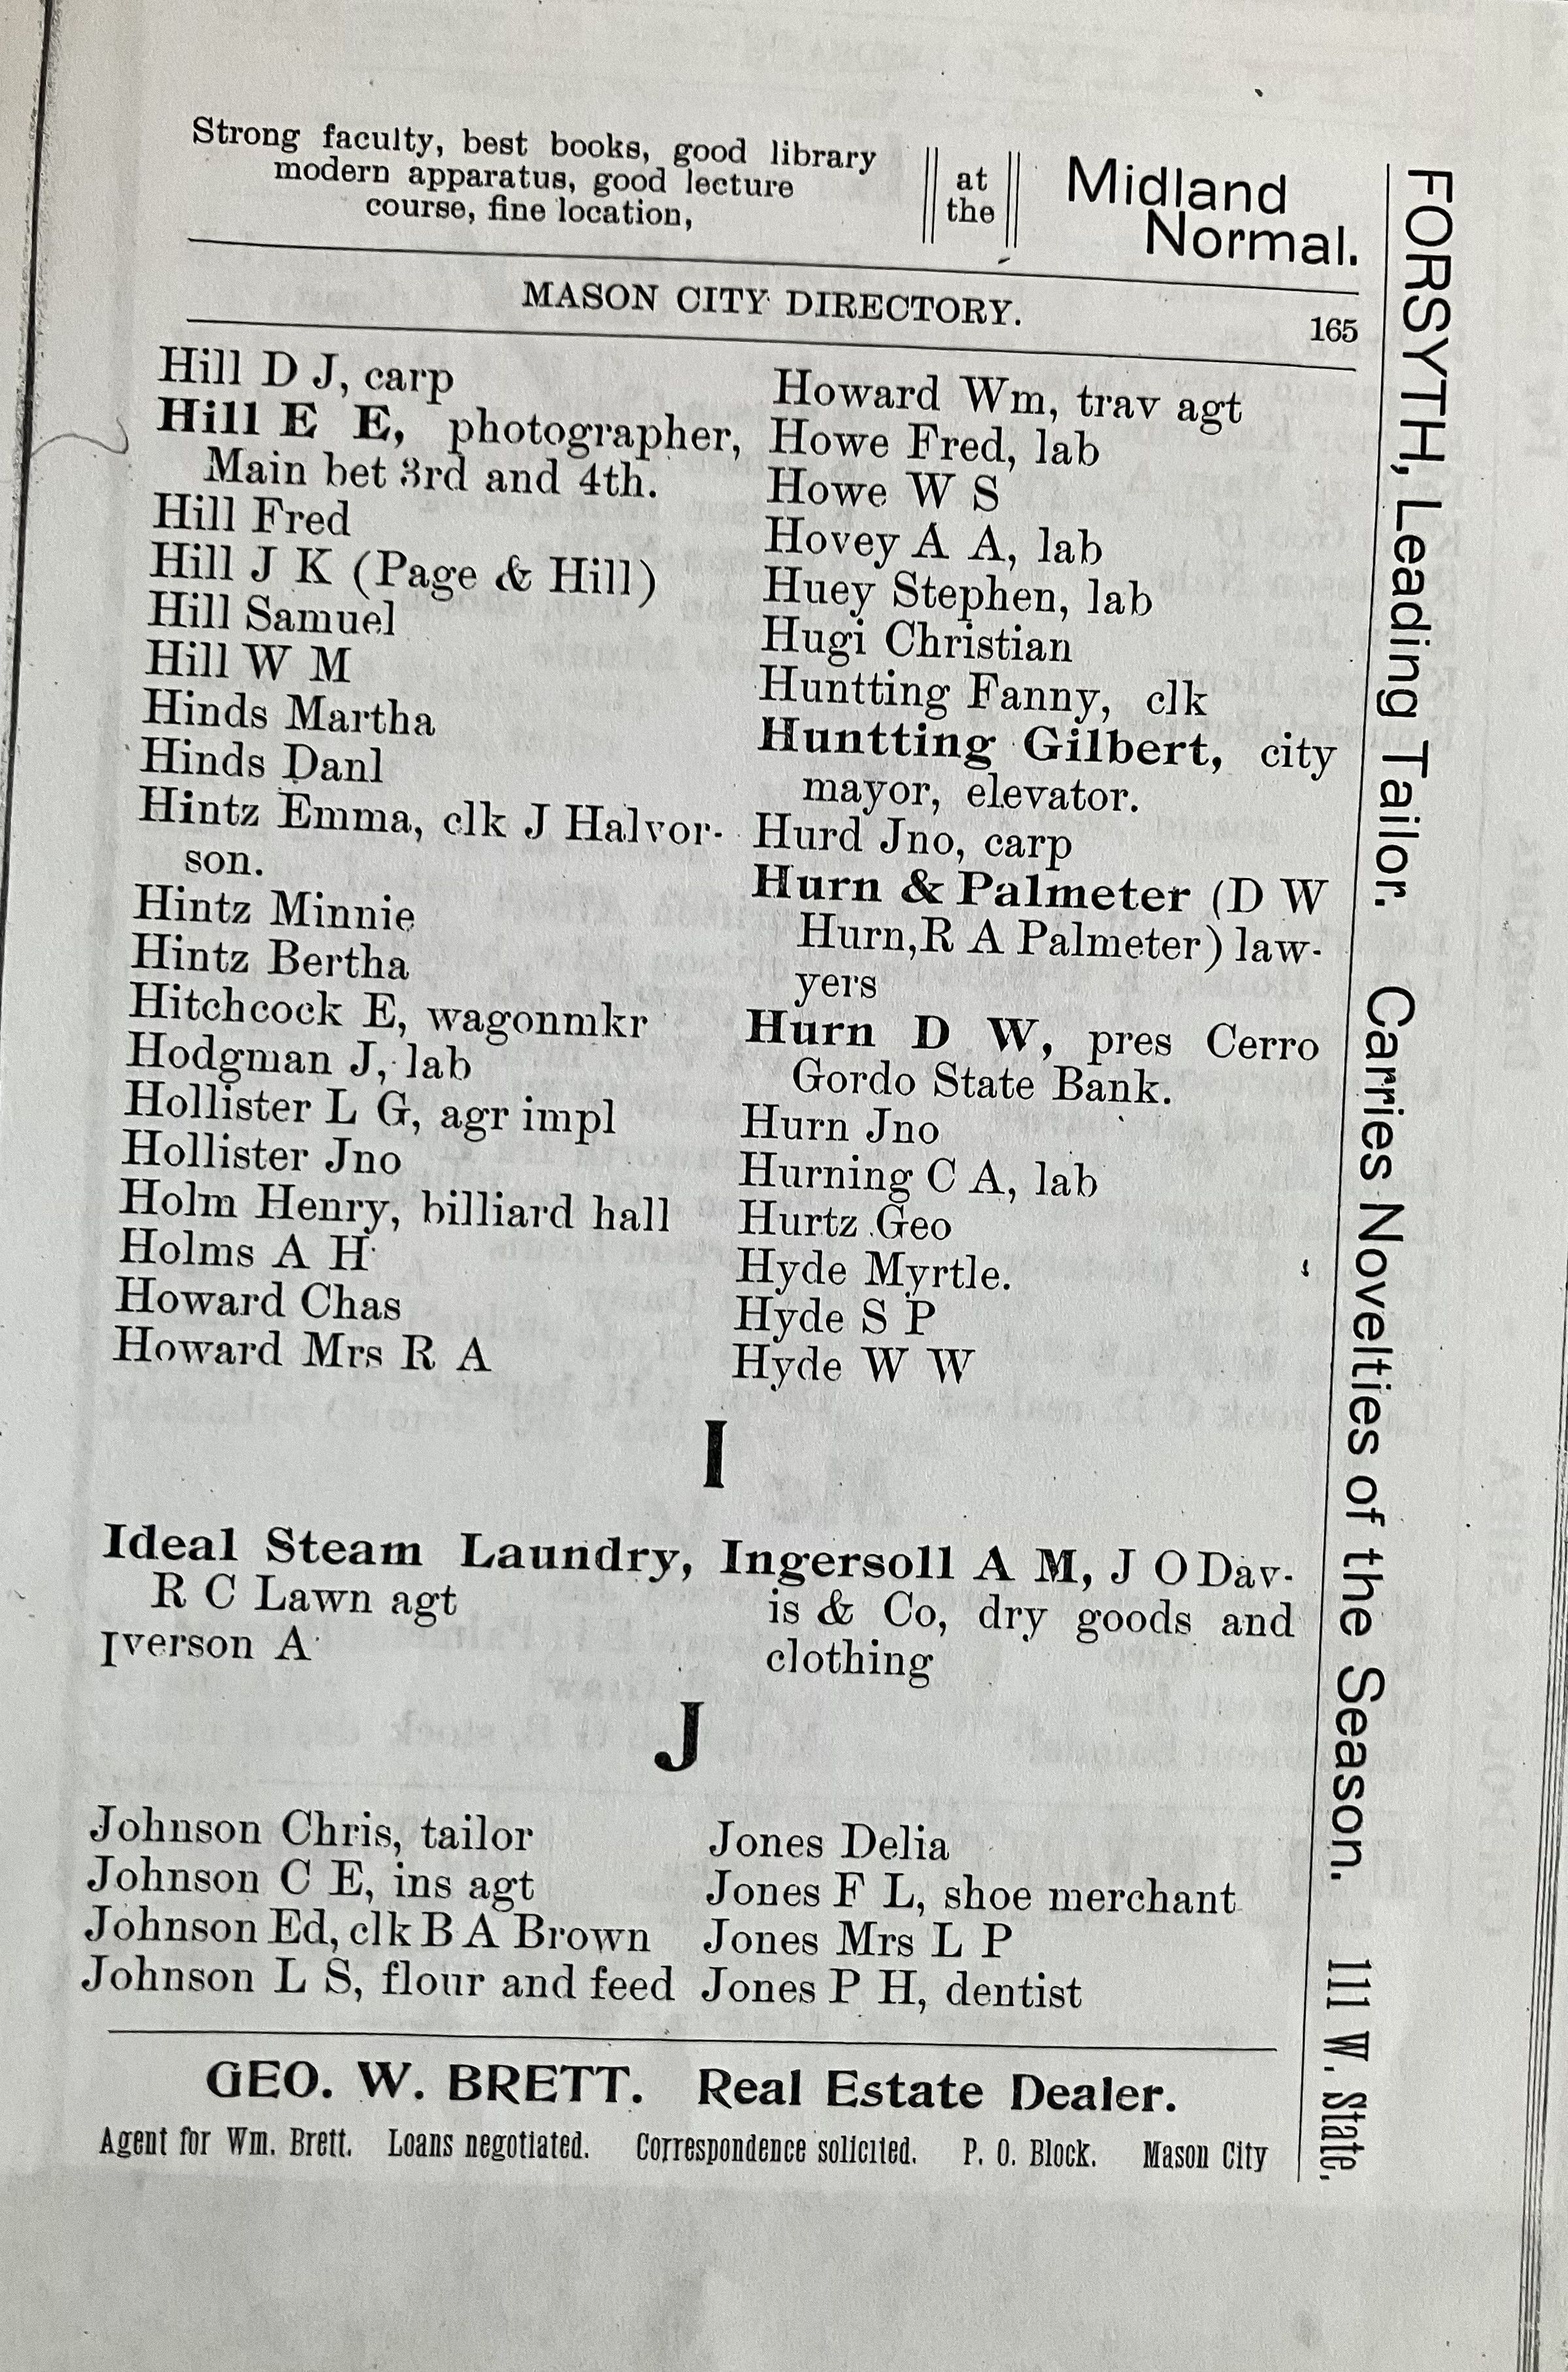 Strong faculty, best books, good library
modern apparatus, good lecture
course, fine location,
at
the
Midland
Normal.
MASON CITY DIRECTORY.
165
Hill D J, carp
Hill E E, photographer,
Main bet 3rd and 4th.
Hill Fred
Hill J K (Page & Hill)
Hill Samuel
Hill W M
Hinds Martha
Hinds Danl
Hintz Emma, clk J Halvor-
son.
Hintz Minnie
Hintz Bertha
Hitchcock E, wagonmkr
Hodgman J, lab
Hollister L G, agr impl
Hollister Jno
Holm Henry, billiard hall
Holms A H
Howard Chas
Howard Mrs R A
Howard Wm, trav agt
Howe Fred, lab
Howe W S
Hovey A A, lab
Huey Stephen, lab
Hugi Christian
Huntting Fanny, clk
Huntting Gilbert, city
mayor, elevator.
Hurd Jno, carp
Hurn & Palmeter (D W
Hurn,R A Palmeter) law-
yers
Hurn D W, pres Cerro
Gordo State Bank.
Hurn Jno
Hurning C A, lab
Hurtz Geo
Hyde Myrtle.
Hyde S P
Hyde W W
I
Ideal Steam Laundry,
R C Lawn agt
Iverson A
Ingersoll A M, J O Dav-
is & Co, dry goods and
clothing
J
Johnson Chris, tailor
Johnson C E, ins agt
Johnson Ed, clk B A Brown
Johnson L S, flour and feed
Jones Delia
Jones F L, shoe merchant
Jones Mrs L P
Jones P H, dentist
GEO. W. BRETT. Real Estate Dealer.
Agent for Wm. Brett. Loans negotiated. Correspondence solicited. P. O. Block. Mason City
FORSYTH, Leading Tailor. Carries Novelties of the Season. 111 W. State.